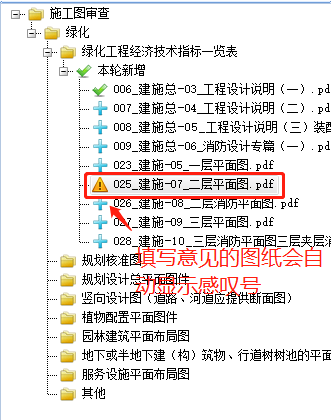 施工图审查
绿化
绿化工程经济技术指标一览表
本轮新增
006_建施总-03_工程设计说明（一）.pd
007_建施总-04_工程设计说明（二）.pd
008_建施总-05_工程设计说明（三）装配
009_建施总-06_消防设计专篇（一）.pd
023_建施-05_一层平面图.pdf
025_建施-07_二层平面图.pdf
026_建施-08_二层消防平面图.pdf
027_建施-09_三层平面图.pdf
028_建施-10_三层消防平面图三层夹层消
填写意见的图纸会自
动显示感叹号
规划核准图
规划设计总平面图件
竖向设计图（道路、河道应提供断面图）
植物配置平面图件
园林建筑平面布局图
地下或半地下建（构）筑物、行道树树池的平面
服务设施平面布局图
其他